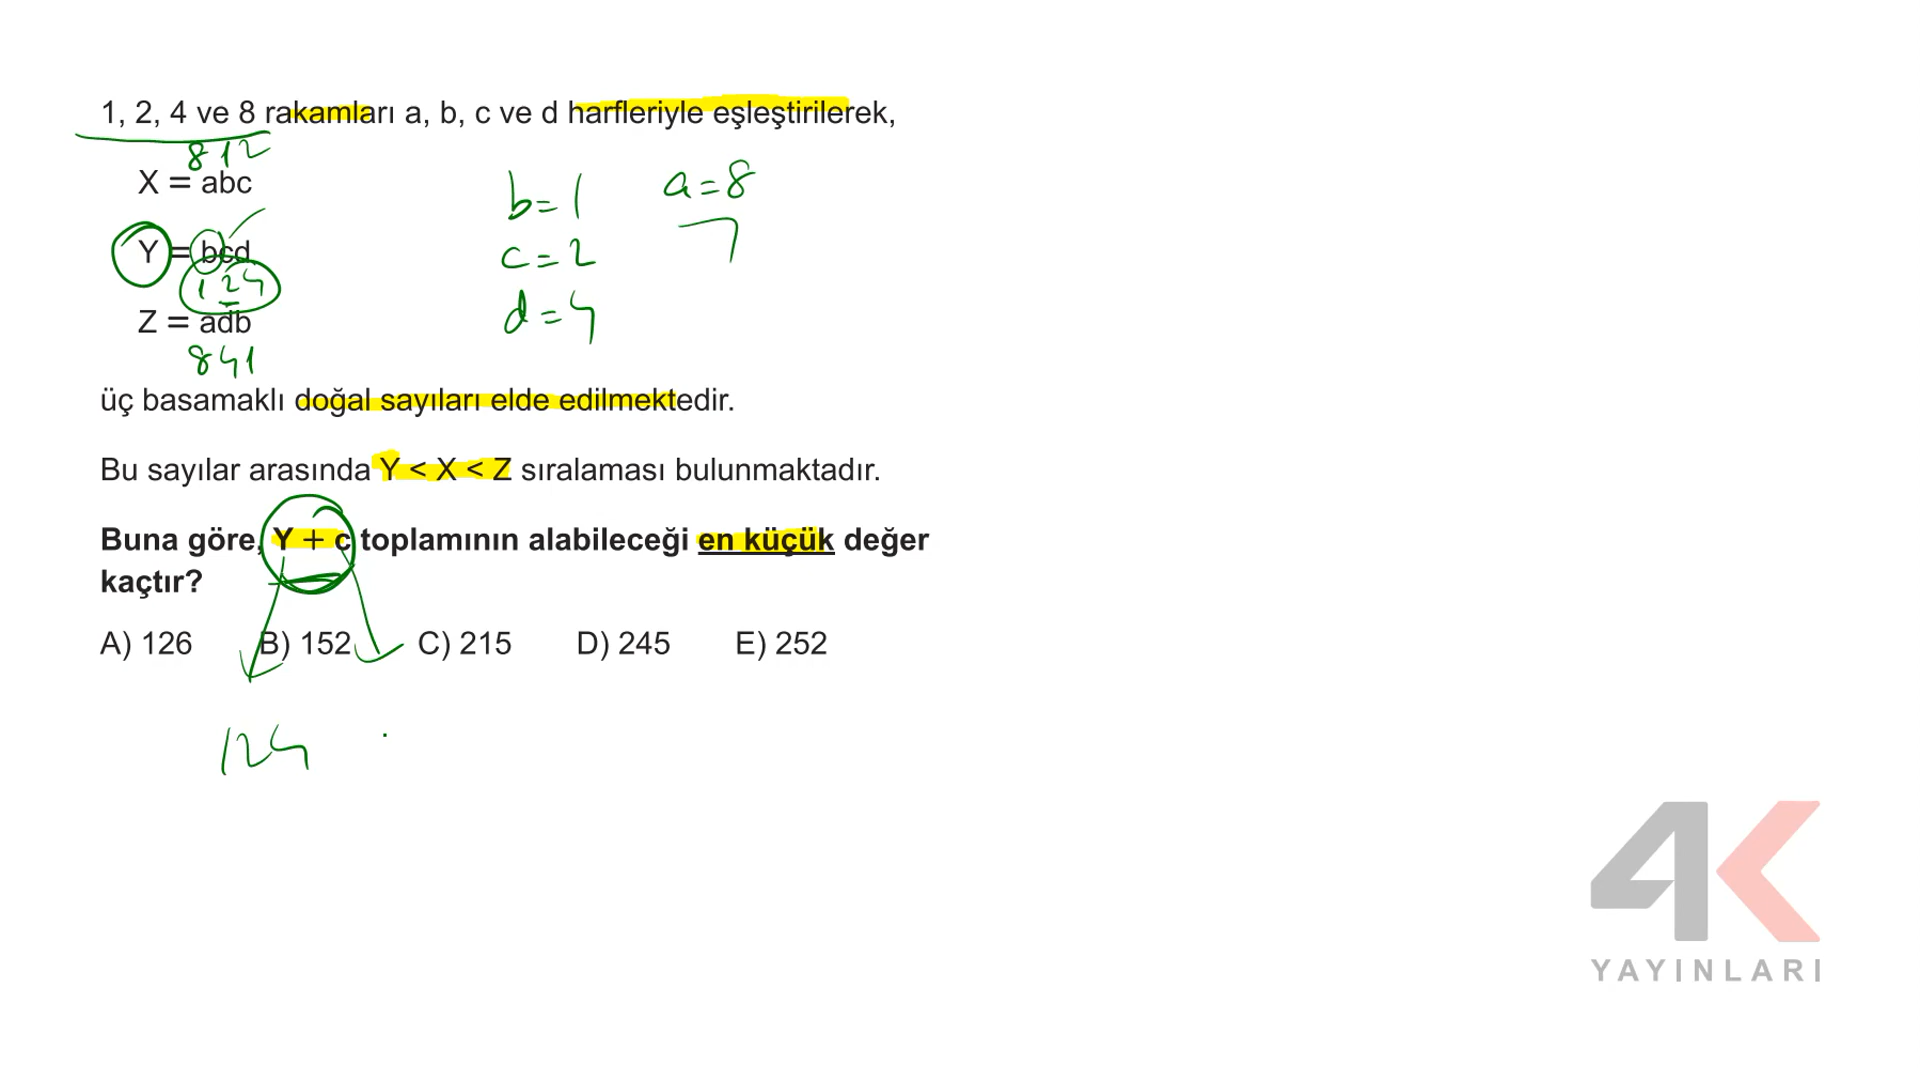 1, 2, 4 ve 8 rakamları a, b, c ve d harfleriyle eşleştirilerek,
812
X = abc
b=1 a=8
Y = bcd
c=2
124
Z = adb
d=4
841
üç basamaklı doğal sayıları elde edilmektedir.
Bu sayılar arasında Y < X < Z sıralaması bulunmaktadır.
Buna göre, Y + c toplamının alabileceği en küçük değer
kaçtır?
A) 126 B) 152 C) 215 D) 245 E) 252
124
4K
YAYINLARI